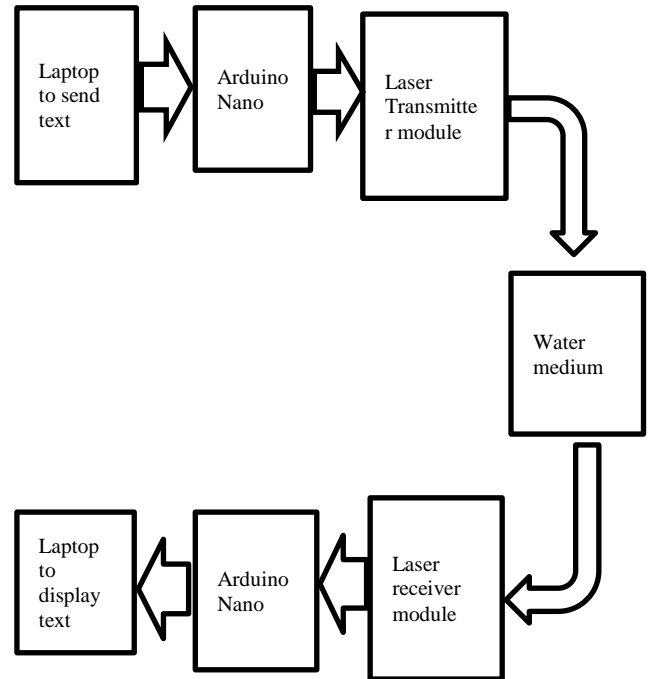 Laptop
to send
text
Arduino
Nano
Laser
Transmitte
r module
Water
medium
Laptop
to
display
text
Arduino
Nano
Laser
receiver
module